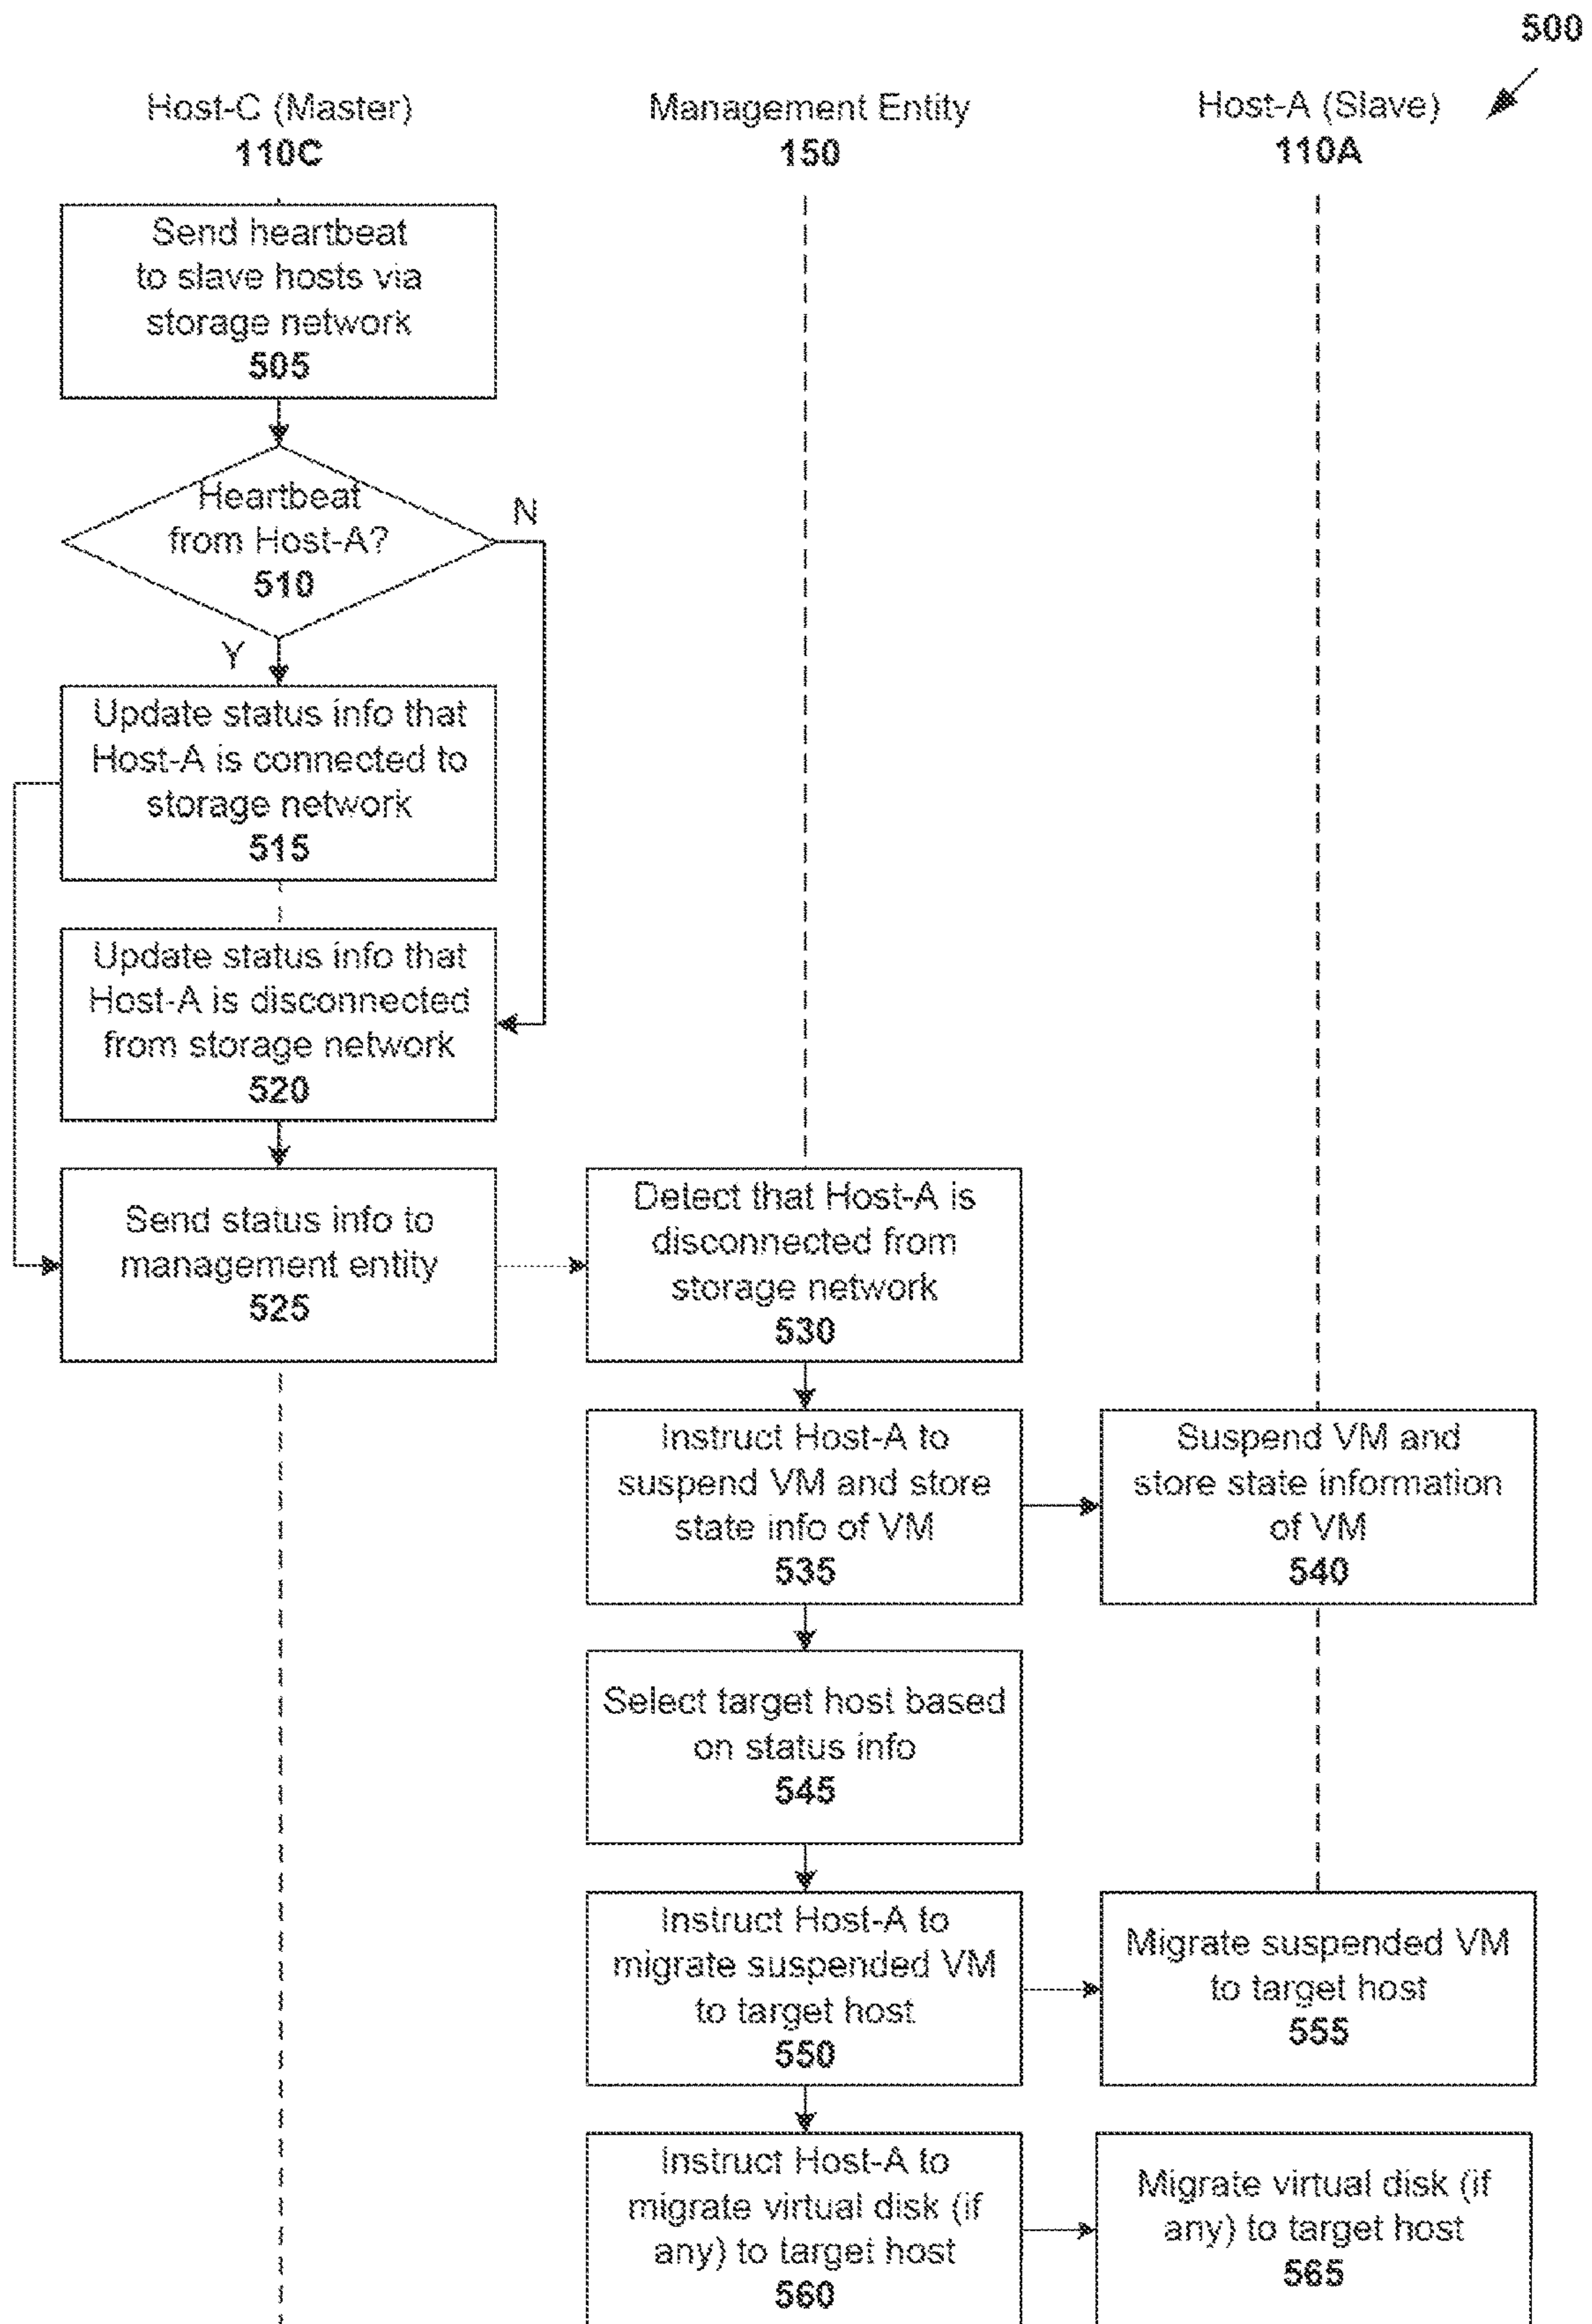 500
Host-C (Master)
110C
Management Entity
150
Host-A (Slave)
110A
Send heartbeat
to slave hosts via
storage network
505
Heartbeat
from Host-A?
510
N
Y
Update status info that
Host-A is connected to
storage network
515
Update status info that
Host-A is disconnected
from storage network
520
Send status info to
management entity
525
Detect that Host-A is
disconnected from
storage network
530
Instruct Host-A to
suspend VM and store
state info of VM
535
Suspend VM and
store state information
of VM
540
Select target host based
on status info
545
Instruct Host-A to
migrate suspended VM
to target host
550
Migrate suspended VM
to target host
555
Instruct Host-A to
migrate virtual disk (if
any) to target host
560
Migrate virtual disk (if
any) to target host
565